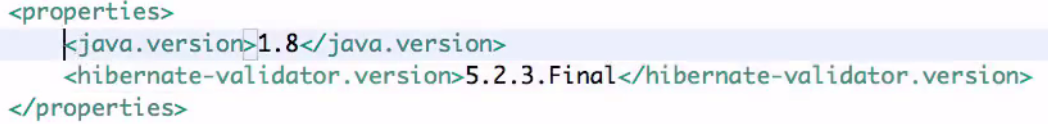 <properties>
    <java.version>1.8</java.version>
    <hibernate-validator.version>5.2.3.Final</hibernate-validator.version>
</properties>